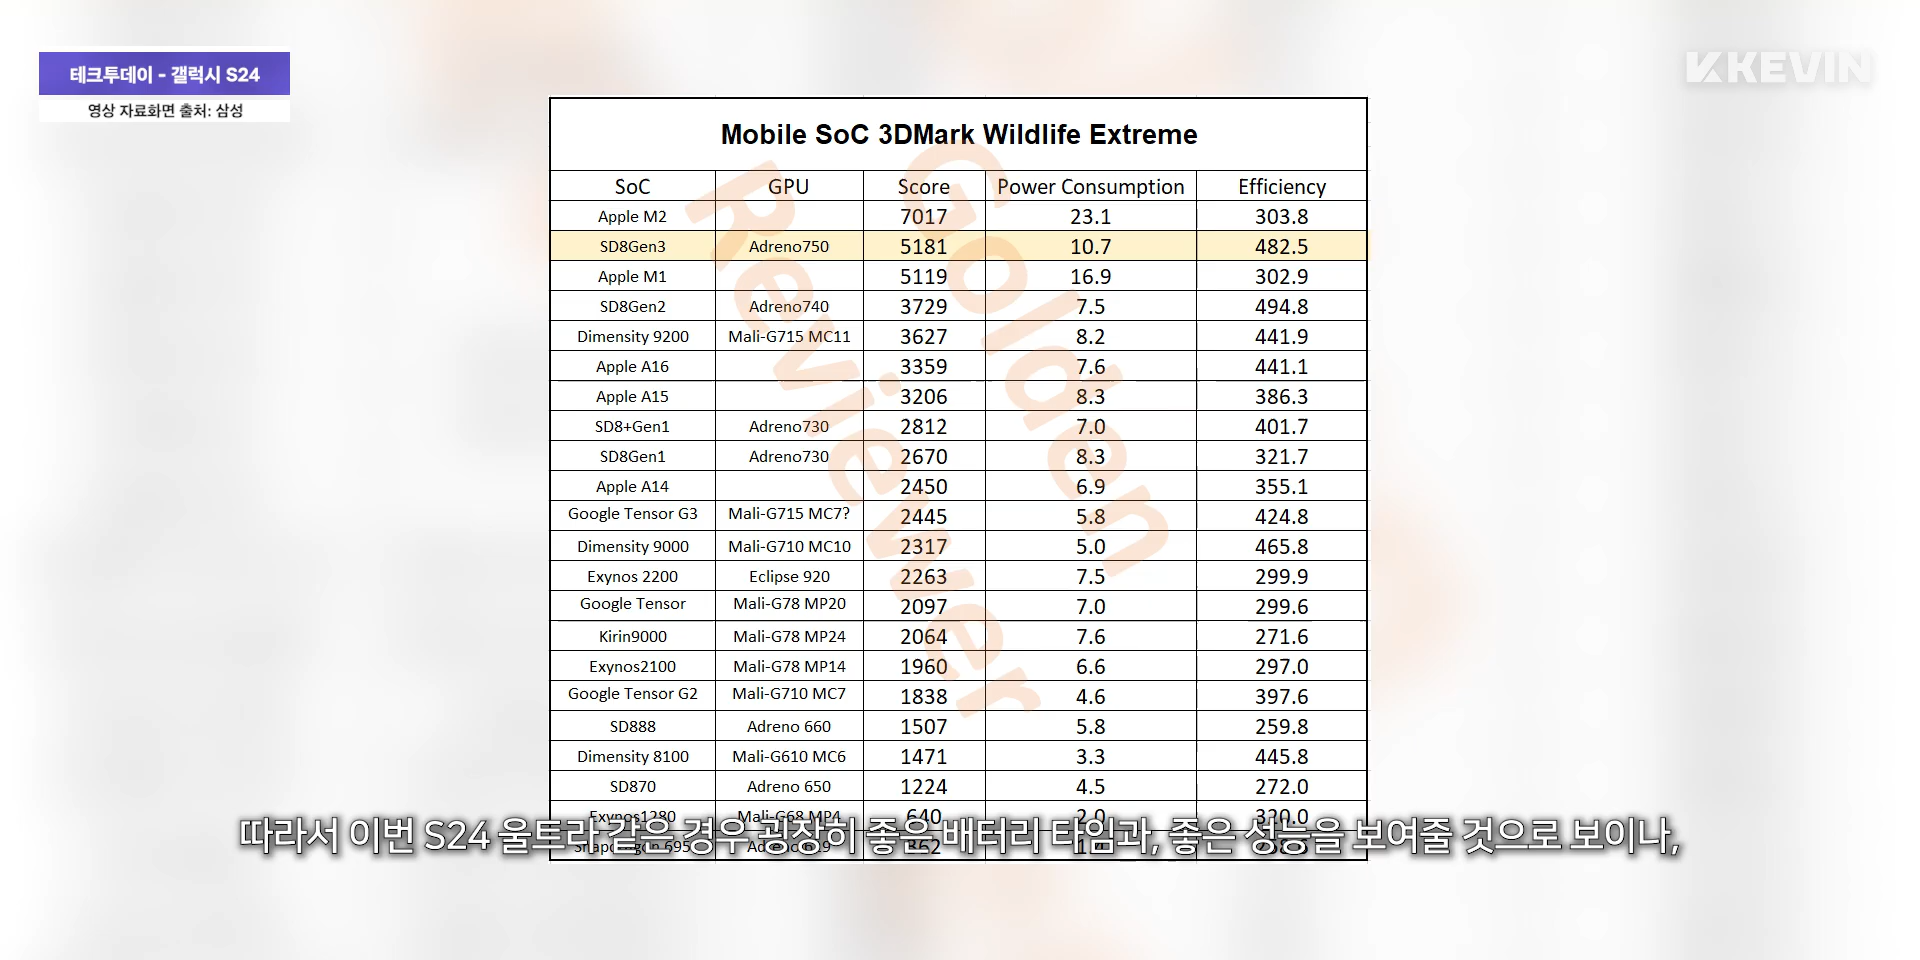 테크투데이 - 갤럭시 S24
영상 자료화면 출처: 삼성
KKEVIN
Mobile SoC 3DMark Wildlife Extreme
SoC GPU Score Power Consumption Efficiency
Apple M2 7017 23.1 303.8
SD8Gen3 Adreno750 5181 10.7 482.5
Apple M1 5119 16.9 302.9
SD8Gen2 Adreno740 3729 7.5 494.8
Dimensity 9200 Mali-G715 MC11 3627 8.2 441.9
Apple A16 3359 7.6 441.1
Apple A15 3206 8.3 386.3
SD8+Gen1 Adreno730 2812 7.0 401.7
SD8Gen1 Adreno730 2670 8.3 321.7
Apple A14 2450 6.9 355.1
Google Tensor G3 Mali-G715 MC7? 2445 5.8 424.8
Dimensity 9000 Mali-G710 MC10 2317 5.0 465.8
Exynos 2200 Eclipse 920 2263 7.5 299.9
Google Tensor Mali-G78 MP20 2097 7.0 299.6
Kirin9000 Mali-G78 MP24 2064 7.6 271.6
Exynos2100 Mali-G78 MP14 1960 6.6 297.0
Google Tensor G2 Mali-G710 MC7 1838 4.6 397.6
SD888 Adreno 660 1507 5.8 259.8
Dimensity 8100 Mali-G610 MC6 1471 3.3 445.8
SD870 Adreno 650 1224 4.5 272.0
Exynos1280 Mali-G68 MP4 640 2.0 320.0
Snapdragon 695
Golden
Reviewer
따라서 이번 S24 울트라 같은 경우 굉장히 좋은 배터리 타임과, 좋은 성능을 보여줄 것으로 보이나,